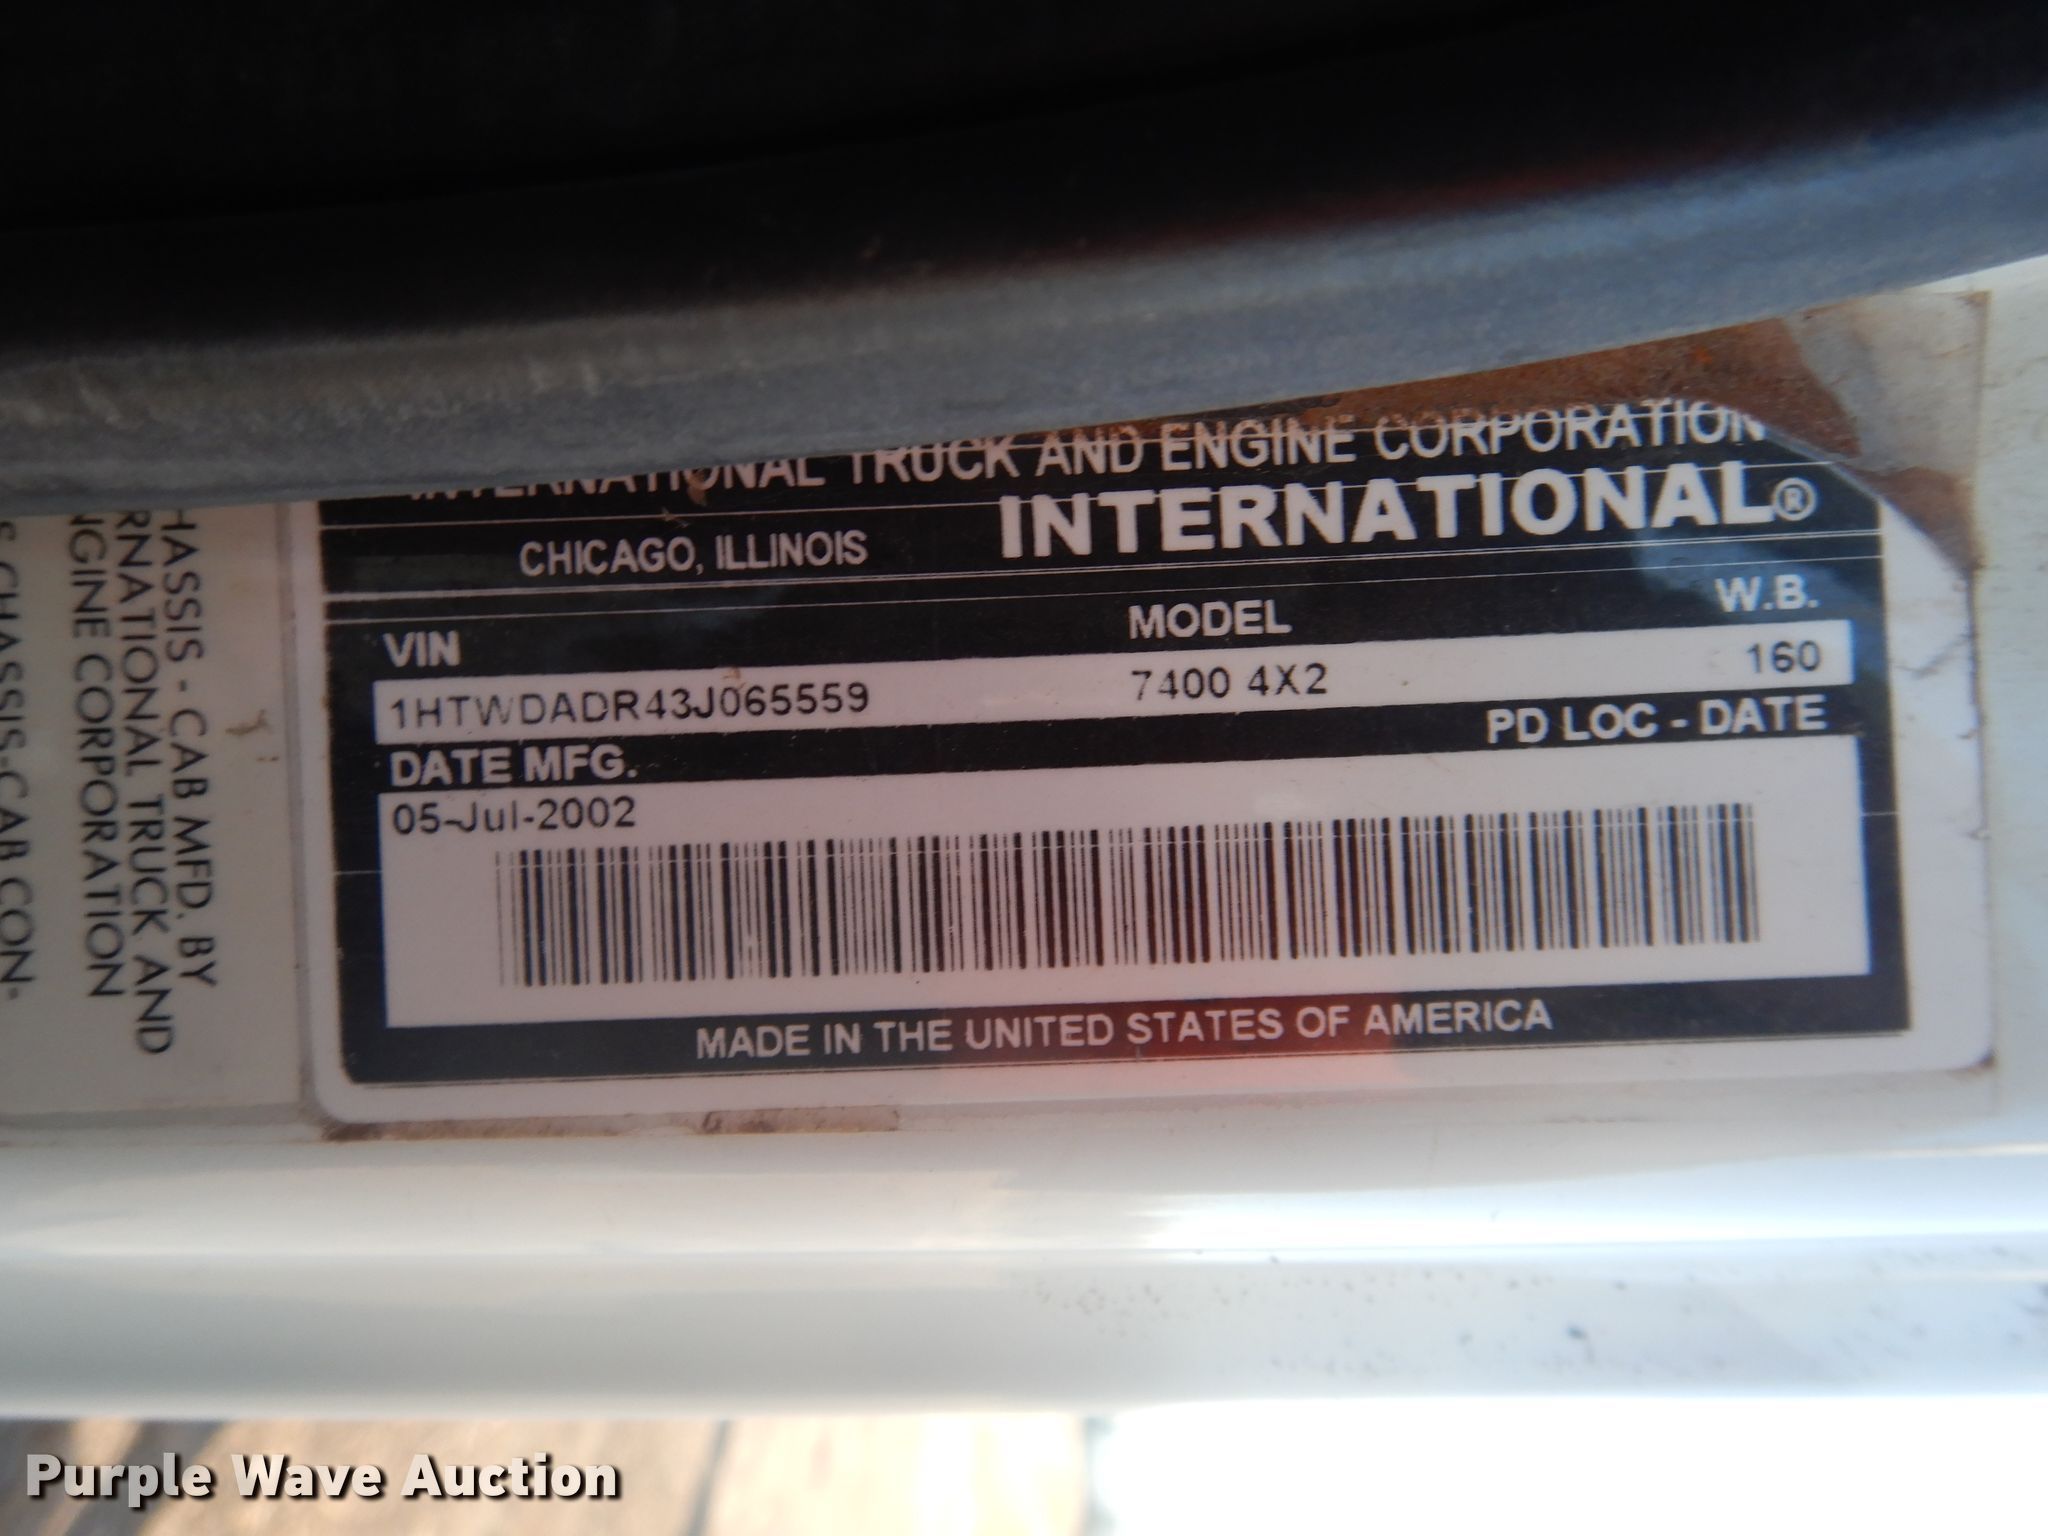 INTERNATIONAL TRUCK AND ENGINE CORPORATION
CHICAGO, ILLINOIS
INTERNATIONAL®
VIN MODEL W.B.
1HTWDADR43J065559 7400 4X2 160
DATE MFG. PD LOC - DATE
05-Jul-2002
MADE IN THE UNITED STATES OF AMERICA
HASSIS - CAB MFD. BY
RNATIONAL TRUCK AND
NGINE CORPORATION
S CHASSIS-CAB CON-
Purple Wave Auction